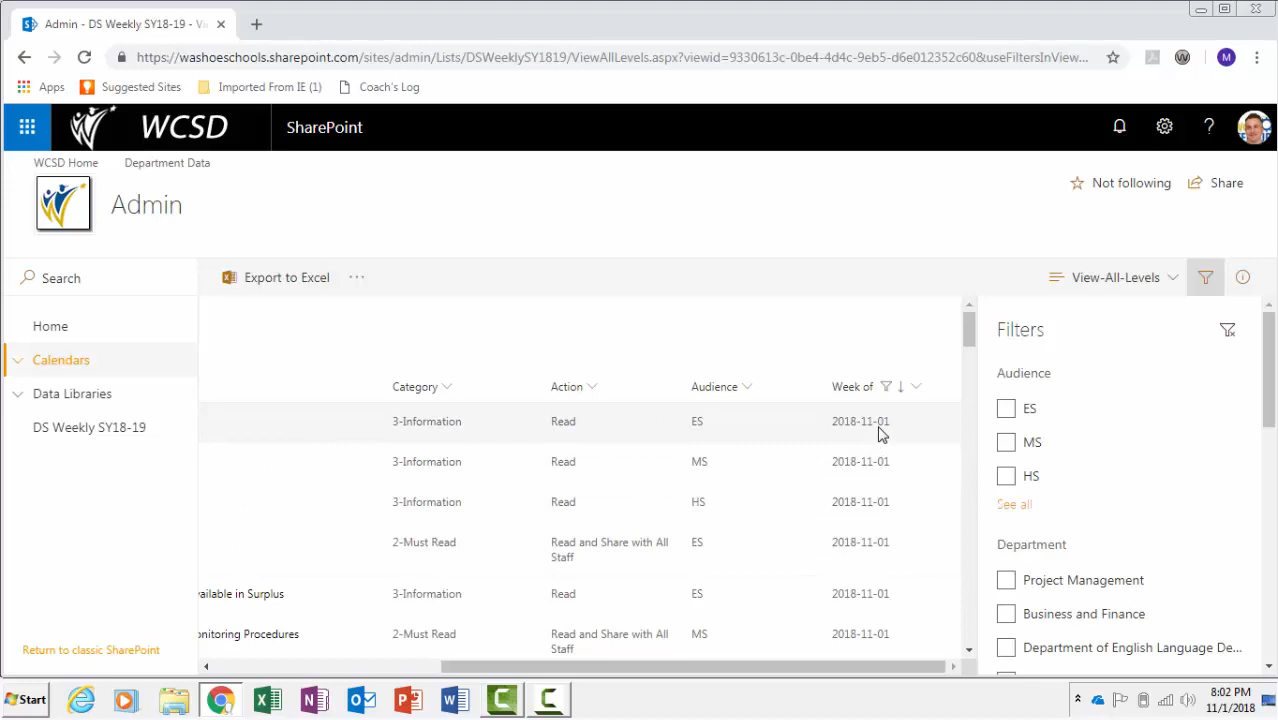 Admin - DS Weekly SY18-19 - Vi
https://washoeschools.sharepoint.com/sites/admin/Lists/DSWeeklySY1819/ViewAllLevels.aspx?viewid=9330613c-0be4-4d4c-9eb5-d6e012352c60&useFiltersInView...
M
Apps Suggested Sites Imported From IE (1) Coach's Log
WCSD SharePoint ?
WCSD Home Department Data
Admin
Not following Share
Search Export to Excel ... View-All-Levels
Home
Calendars
Data Libraries
DS Weekly SY18-19
Return to classic SharePoint
Category Action Audience Week of
3-Information Read ES 2018-11-01
3-Information Read MS 2018-11-01
3-Information Read HS 2018-11-01
2-Must Read Read and Share with All ES 2018-11-01
Staff
vailable in Surplus 3-Information Read ES 2018-11-01
onitoring Procedures 2-Must Read Read and Share with All MS 2018-11-01
Staff
Filters
Audience
ES
MS
HS
See all
Department
Project Management
Business and Finance
Department of English Language De...
Start
8:02 PM
11/1/2018